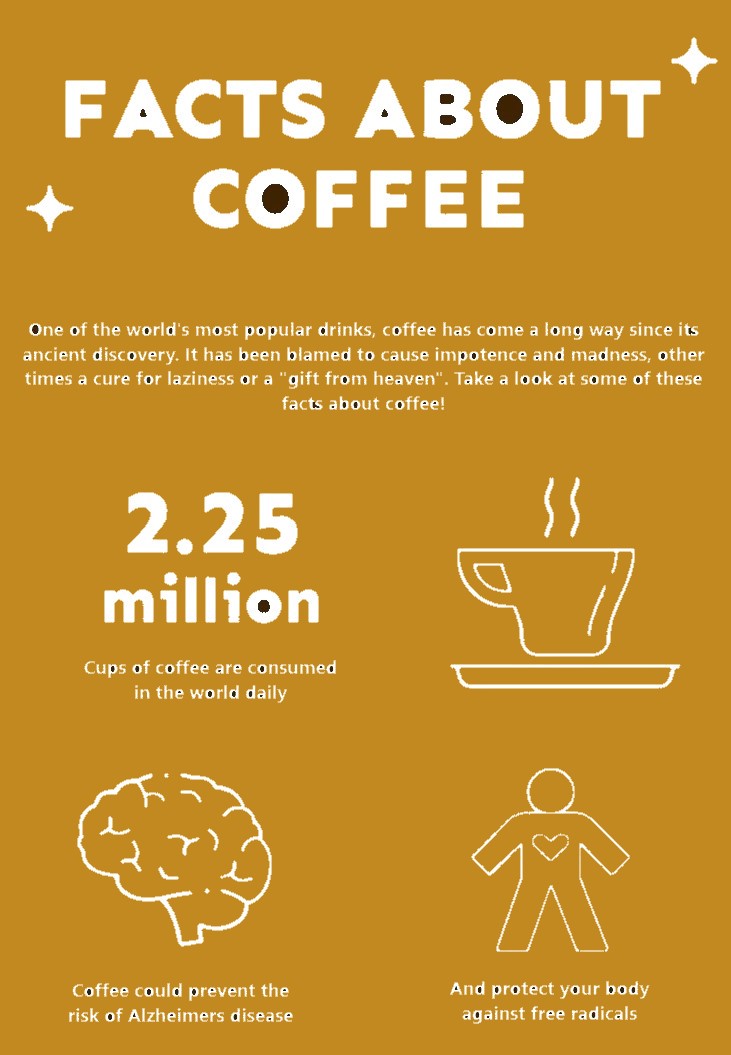 FACTS ABOUT
COFFEE
One of the world's most popular drinks, coffee has come a long way since its
ancient discovery. It has been blamed to cause impotence and madness, other
times a cure for laziness or a "gift from heaven". Take a look at some of these
facts about coffee!
2.25
million
Cups of coffee are consumed
in the world daily
Coffee could prevent the
risk of Alzheimers disease
And protect your body
against free radicals